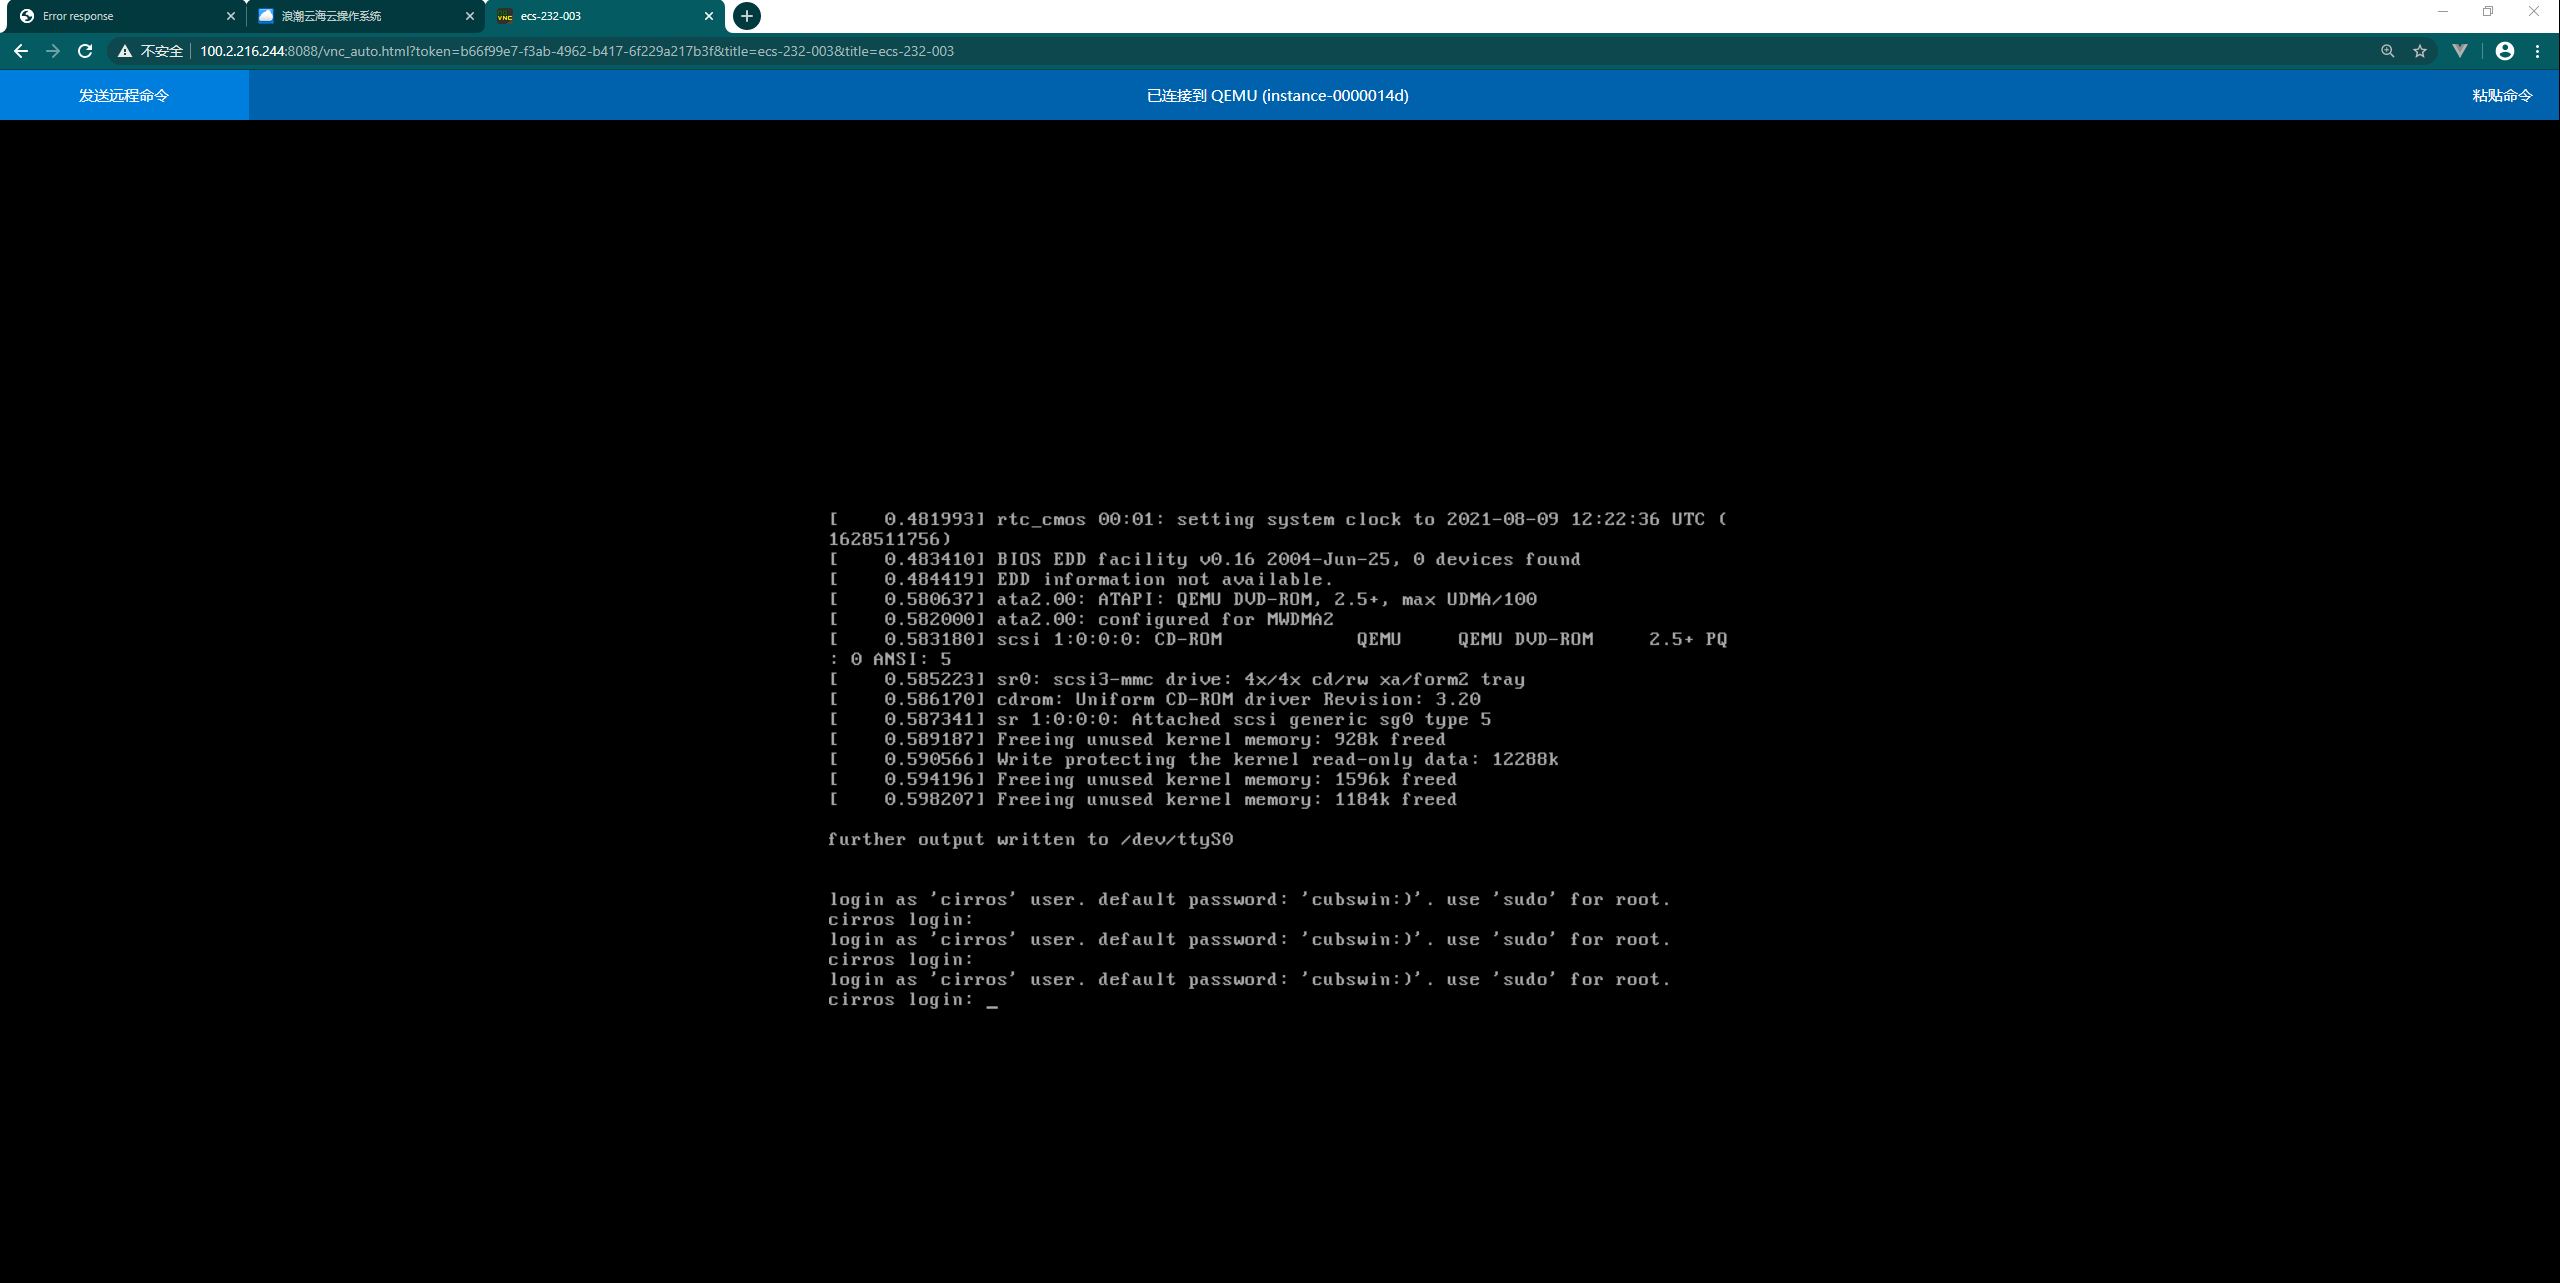 Error response
浪潮云海云操作系统
ecs-232-003
不安全 100.2.216.244:8088/vnc_auto.html?token=b66f99e7-f3ab-4962-b417-6f229a217b3f&title=ecs-232-003&title=ecs-232-003
发送远程命令
已连接到 QEMU (instance-0000014d)
粘贴命令
[    0.481993] rtc_cmos 00:01: setting system clock to 2021-08-09 12:22:36 UTC (
1628511756)
[    0.483410] BIOS EDD facility v0.16 2004-Jun-25, 0 devices found
[    0.484419] EDD information not available.
[    0.580637] ata2.00: ATAPI: QEMU DVD-ROM, 2.5+, max UDMA/100
[    0.582000] ata2.00: configured for MWDMA2
[    0.583180] scsi 1:0:0:0: CD-ROM            QEMU     QEMU DVD-ROM     2.5+ PQ
: 0 ANSI: 5
[    0.585223] sr0: scsi3-mmc drive: 4x/4x cd/rw xa/form2 tray
[    0.586170] cdrom: Uniform CD-ROM driver Revision: 3.20
[    0.587341] sr 1:0:0:0: Attached scsi generic sg0 type 5
[    0.589187] Freeing unused kernel memory: 928k freed
[    0.590566] Write protecting the kernel read-only data: 12288k
[    0.594196] Freeing unused kernel memory: 1596k freed
[    0.598207] Freeing unused kernel memory: 1184k freed
further output written to /dev/ttyS0
login as 'cirros' user. default password: 'cubswin:)'. use 'sudo' for root.
cirros login:
login as 'cirros' user. default password: 'cubswin:)'. use 'sudo' for root.
cirros login:
login as 'cirros' user. default password: 'cubswin:)'. use 'sudo' for root.
cirros login: _